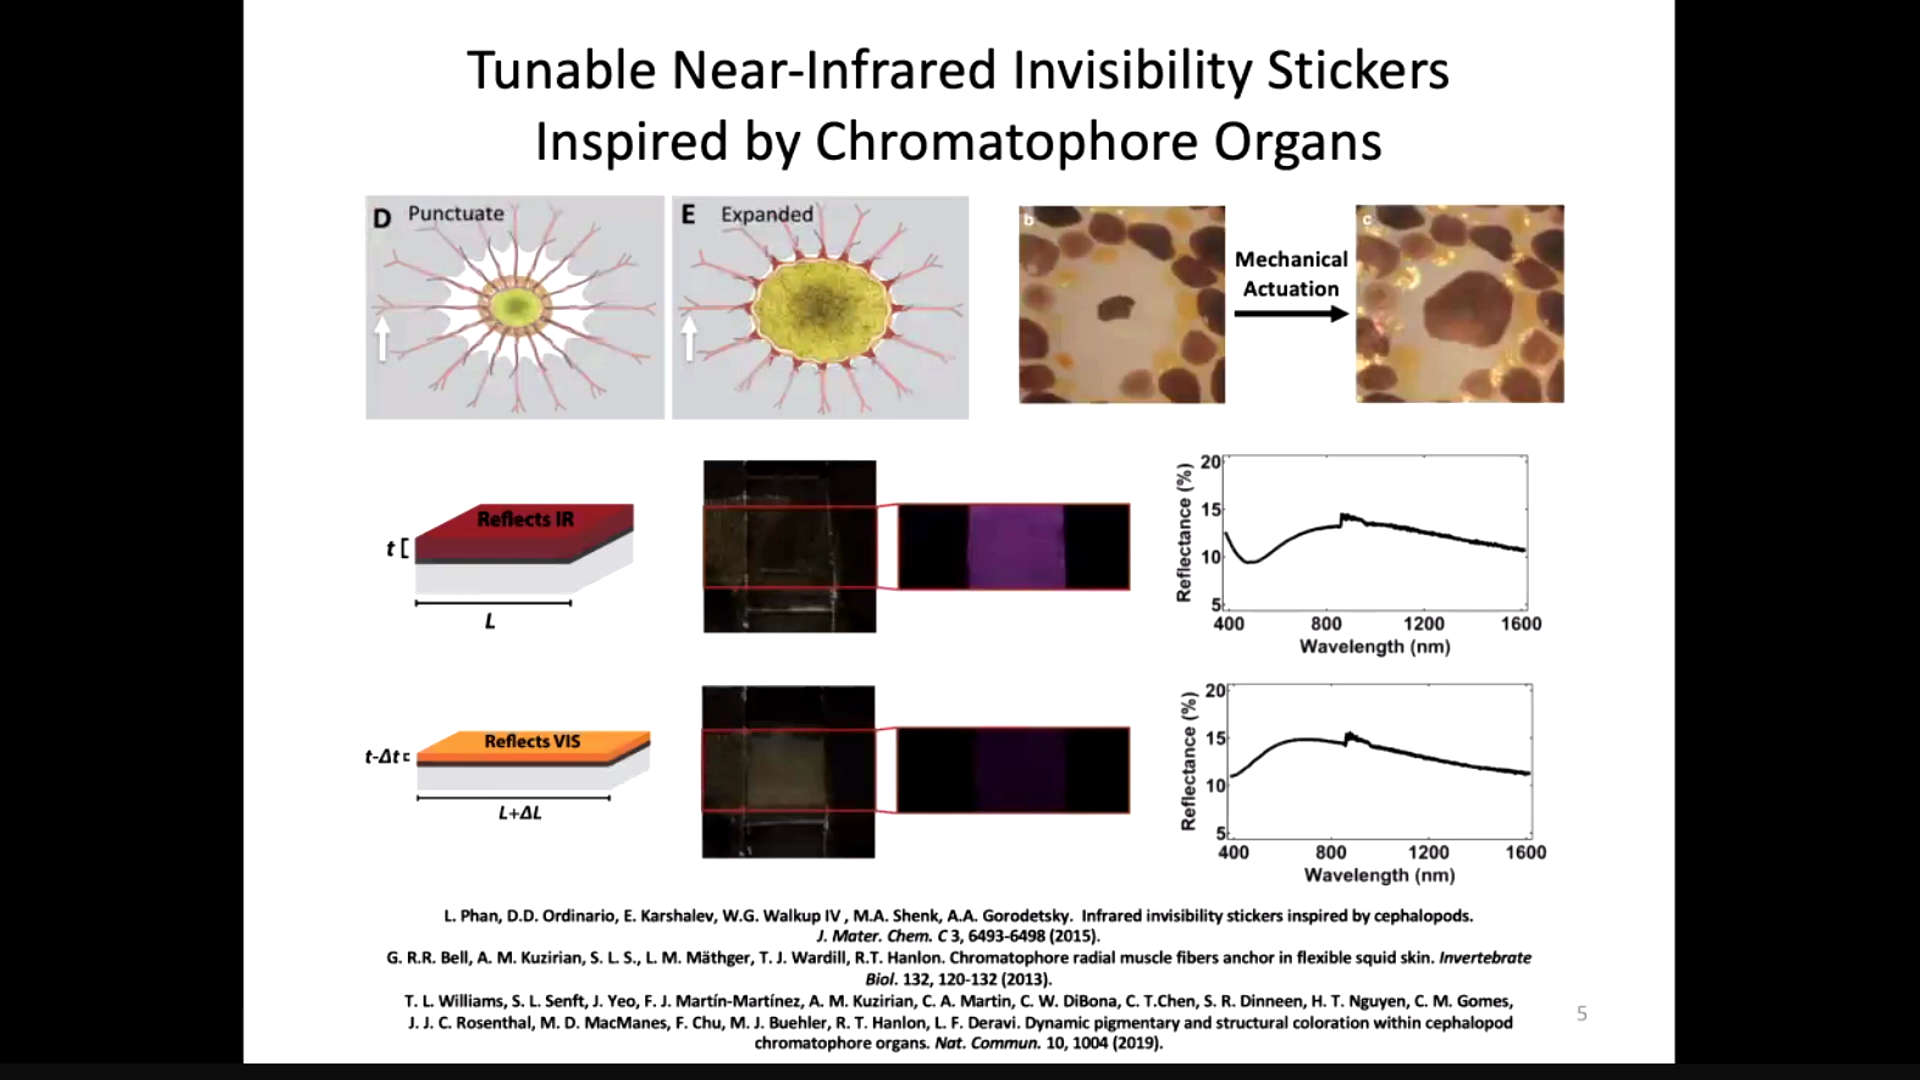 Tunable Near-Infrared Invisibility Stickers
Inspired by Chromatophore Organs
D Punctuate
E Expanded
b
Mechanical
Actuation
c
Reflects IR
t
L
20
15
10
5
Reflectance (%)
400 800 1200 1600
Wavelength (nm)
Reflects VIS
t-Δt
L+ΔL
20
15
10
5
Reflectance (%)
400 800 1200 1600
Wavelength (nm)
L. Phan, D.D. Ordinario, E. Karshalev, W.G. Walkup IV , M.A. Shenk, A.A. Gorodetsky. Infrared invisibility stickers inspired by cephalopods.
J. Mater. Chem. C 3, 6493-6498 (2015).
G. R.R. Bell, A. M. Kuzirian, S. L. S., L. M. Mäthger, T. J. Wardill, R.T. Hanlon. Chromatophore radial muscle fibers anchor in flexible squid skin. Invertebrate
Biol. 132, 120-132 (2013).
T. L. Williams, S. L. Senft, J. Yeo, F. J. Martín-Martínez, A. M. Kuzirian, C. A. Martin, C. W. DiBona, C. T.Chen, S. R. Dinneen, H. T. Nguyen, C. M. Gomes,
J. J. C. Rosenthal, M. D. MacManes, F. Chu, M. J. Buehler, R. T. Hanlon, L. F. Deravi. Dynamic pigmentary and structural coloration within cephalopod
chromatophore organs. Nat. Commun. 10, 1004 (2019).
5